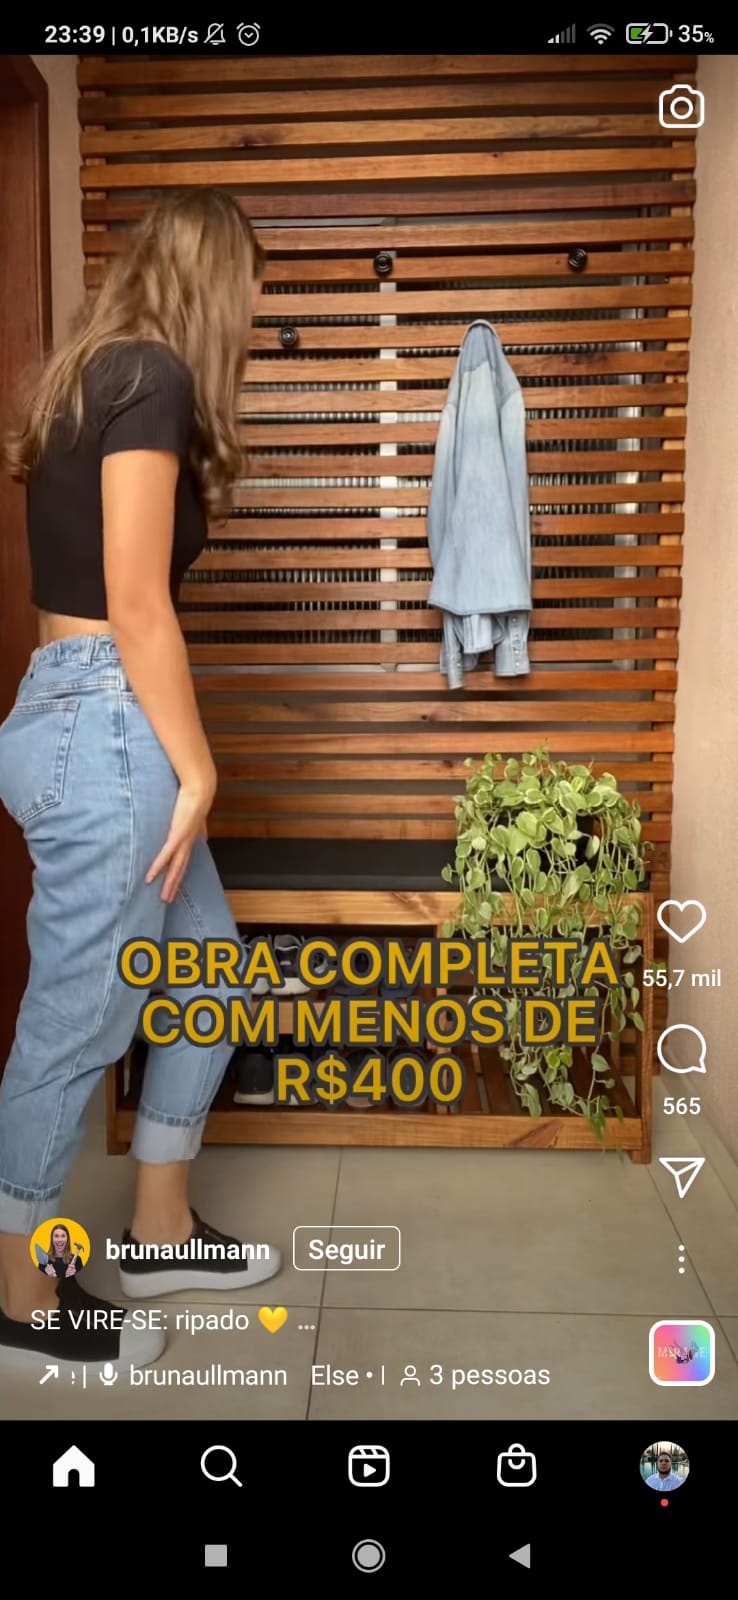 23:39 | 0,1KB/s
35%
OBRA COMPLETA
COM MENOS DE
R$400
55,7 mil
565
brunaullmann
Seguir
SE VIRE-SE: ripado 💛 ...
brunaullmann Else • 3 pessoas